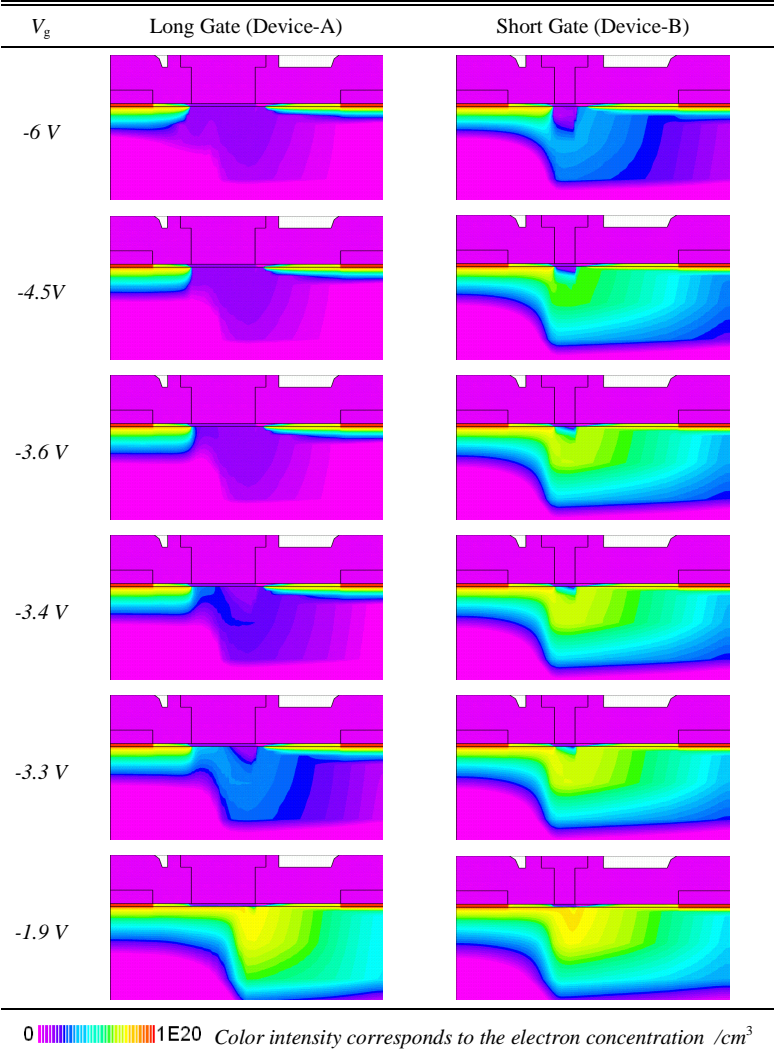 Vg Long Gate (Device-A) Short Gate (Device-B)
-6 V
-4.5V
-3.6 V
-3.4 V
-3.3 V
-1.9 V
0 1E20 Color intensity corresponds to the electron concentration /cm3